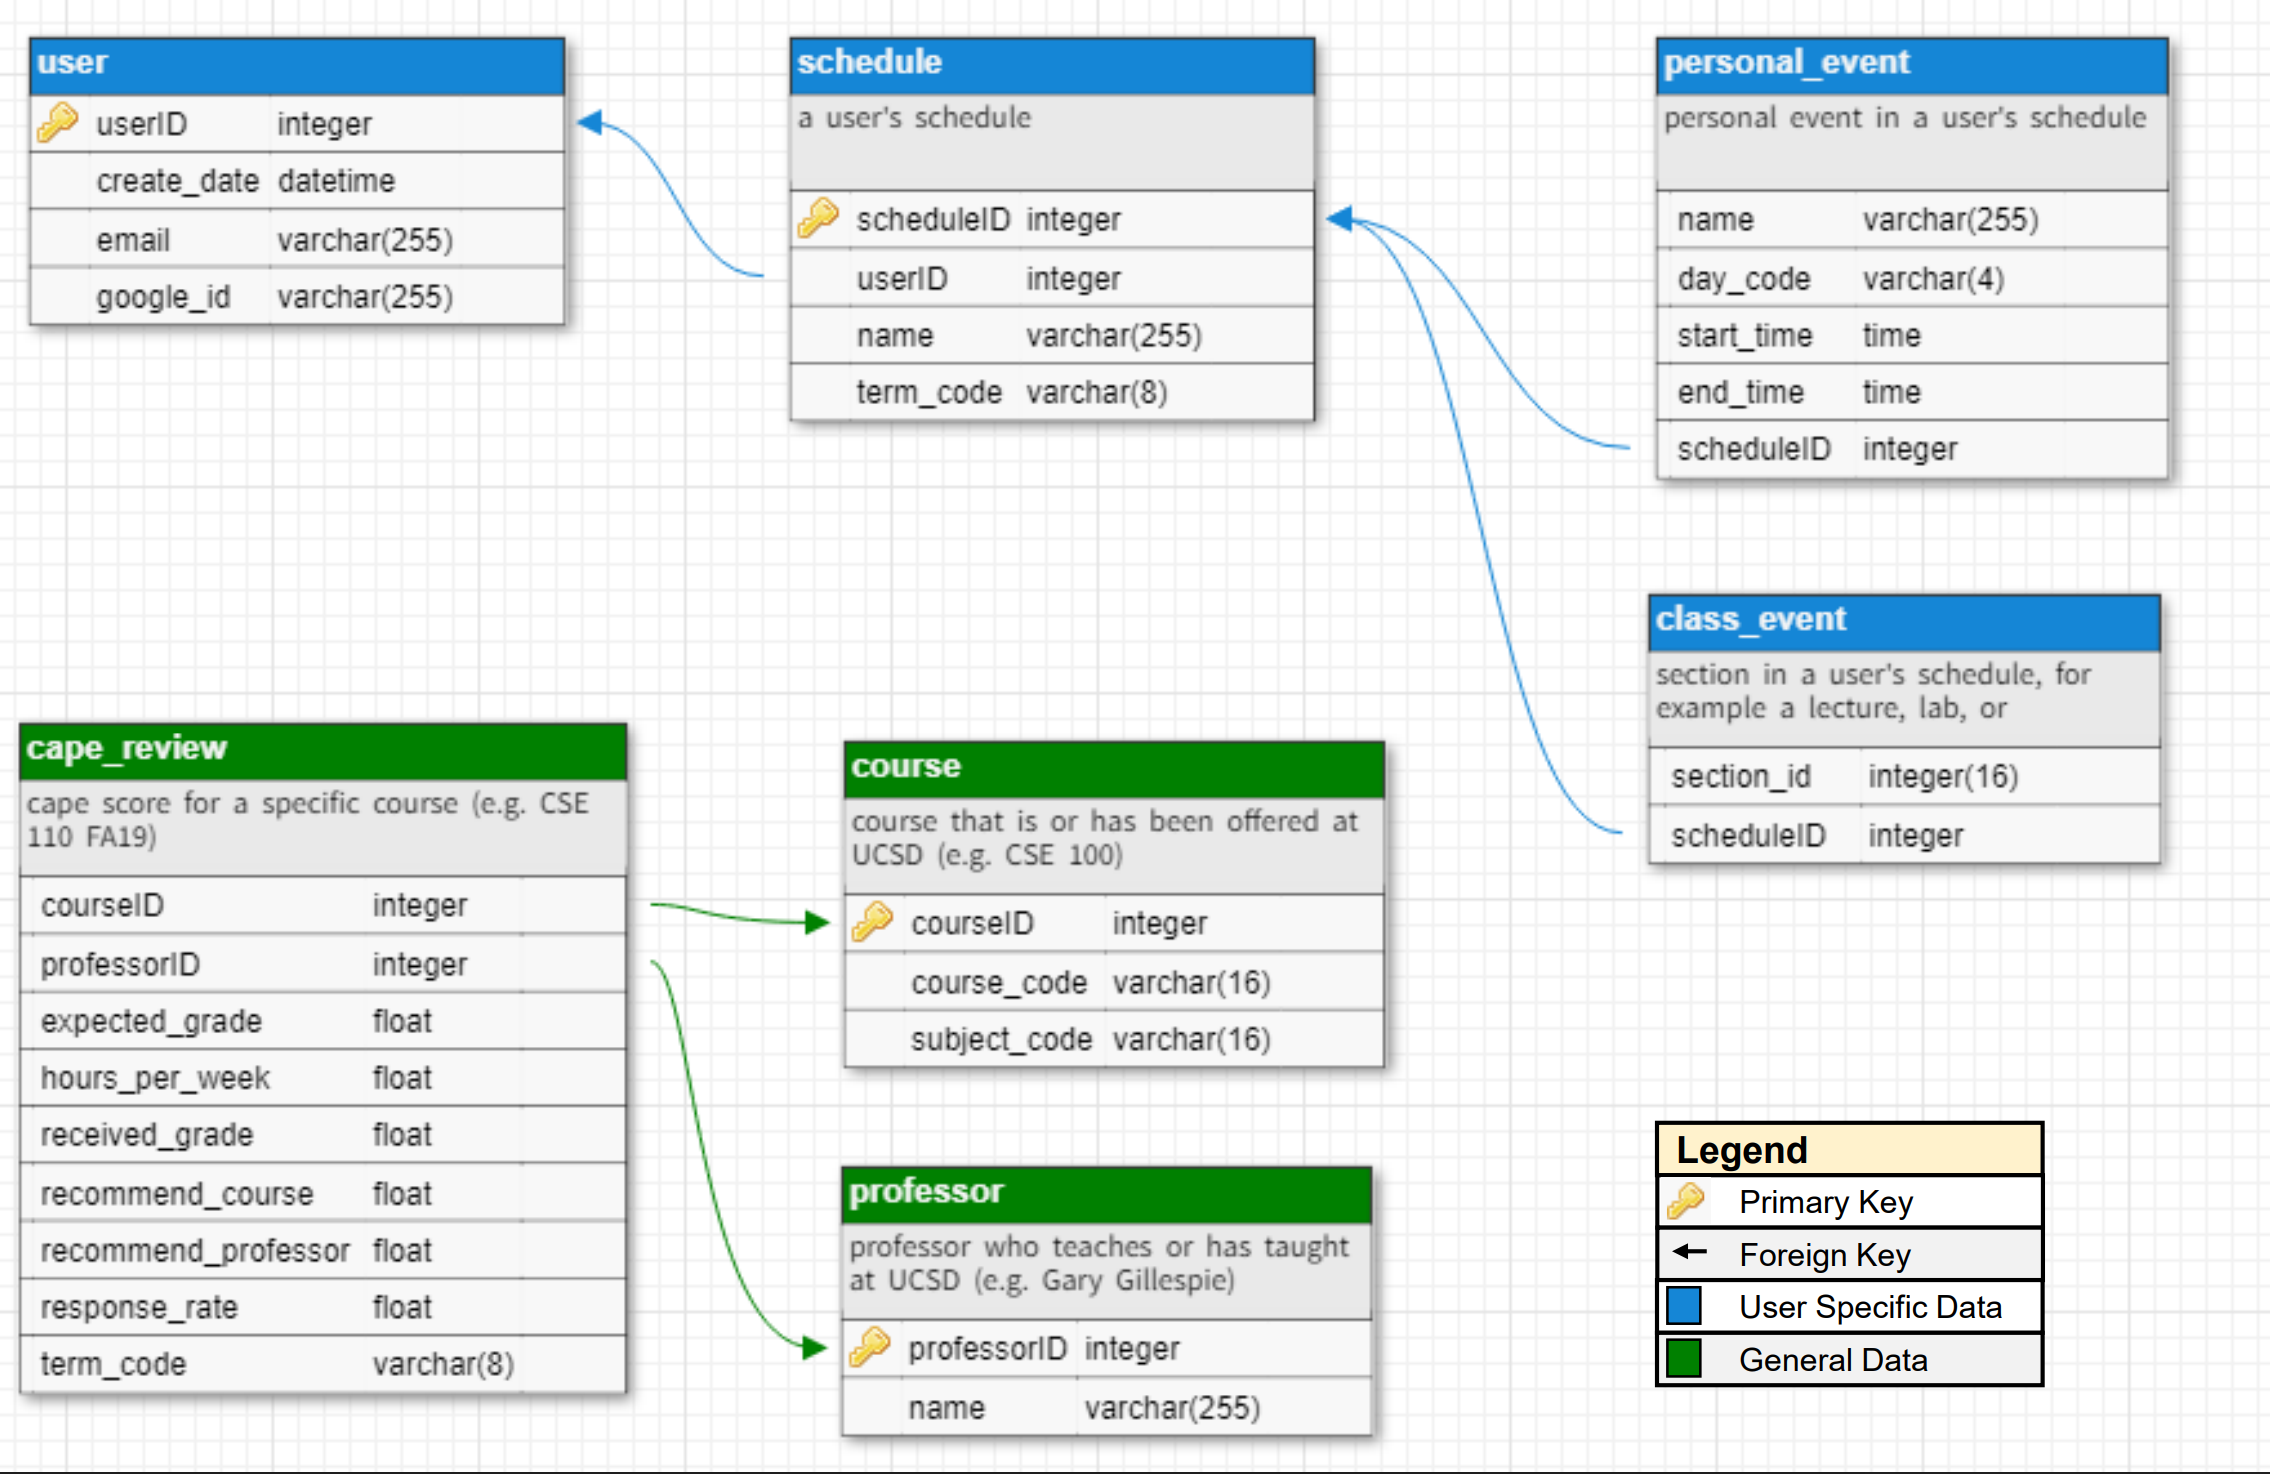 user
userID integer
create_date datetime
email varchar(255)
google_id varchar(255)
schedule
a user's schedule
scheduleID integer
userID integer
name varchar(255)
term_code varchar(8)
personal_event
personal event in a user's schedule
name varchar(255)
day_code varchar(4)
start_time time
end_time time
scheduleID integer
class_event
section in a user's schedule, for
example a lecture, lab, or
section_id integer(16)
scheduleID integer
cape_review
cape score for a specific course (e.g. CSE
110 FA19)
courseID integer
professorID integer
expected_grade float
hours_per_week float
received_grade float
recommend_course float
recommend_professor float
response_rate float
term_code varchar(8)
course
course that is or has been offered at
UCSD (e.g. CSE 100)
courseID integer
course_code varchar(16)
subject_code varchar(16)
professor
professor who teaches or has taught
at UCSD (e.g. Gary Gillespie)
professorID integer
name varchar(255)
Legend
Primary Key
Foreign Key
User Specific Data
General Data